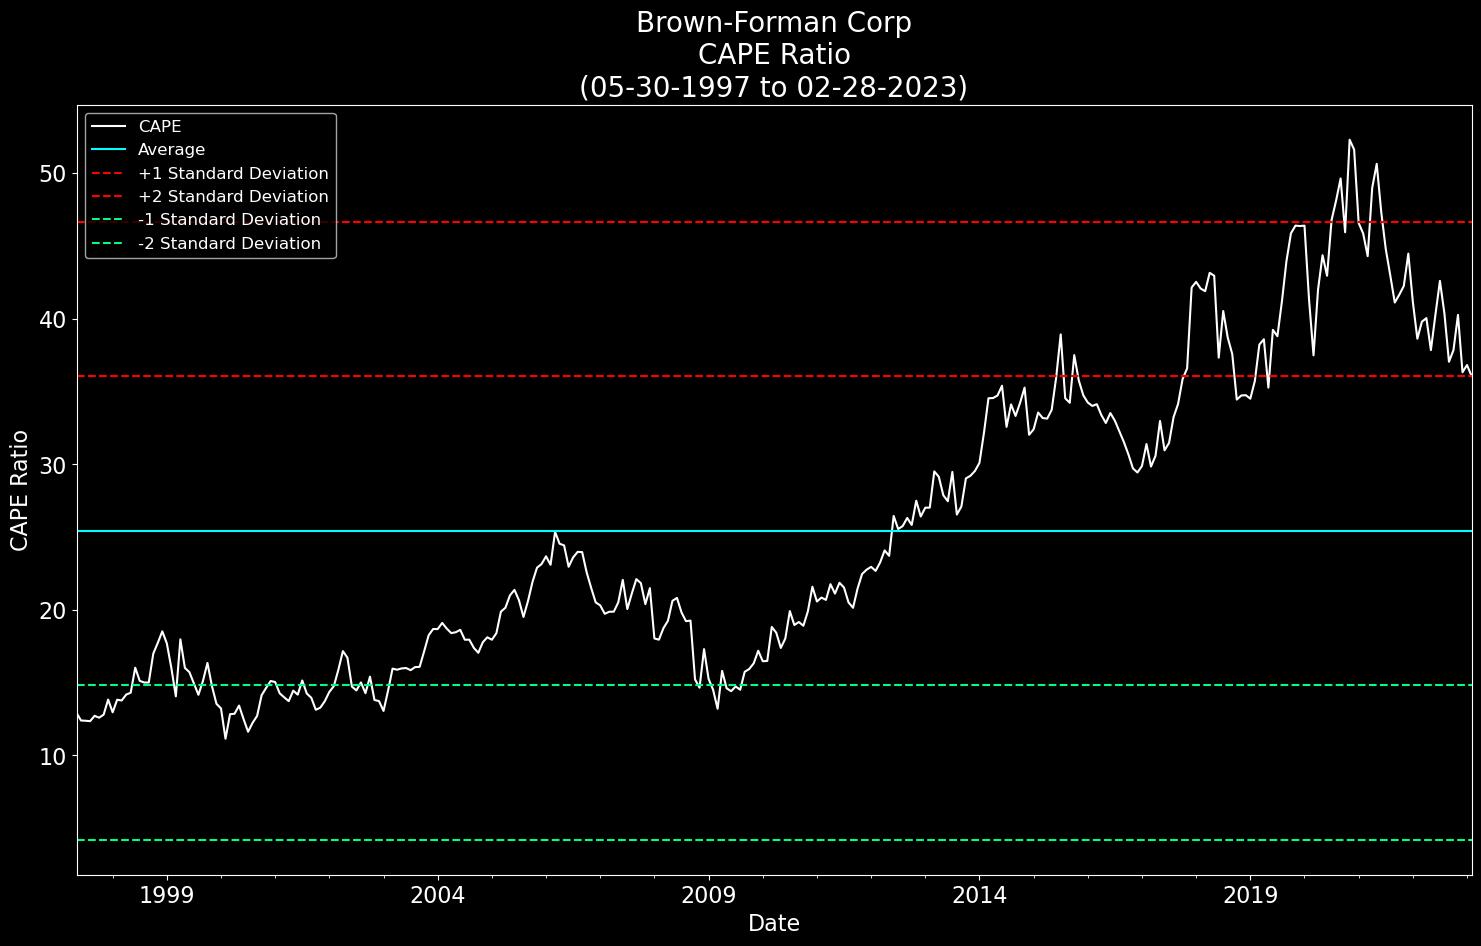 Brown-Forman Corp
CAPE Ratio
(05-30-1997 to 02-28-2023)
CAPE
Average
+1 Standard Deviation
+2 Standard Deviation
-1 Standard Deviation
-2 Standard Deviation
50
40
30
20
10
CAPE Ratio
1999
2004
2009
2014
2019
Date